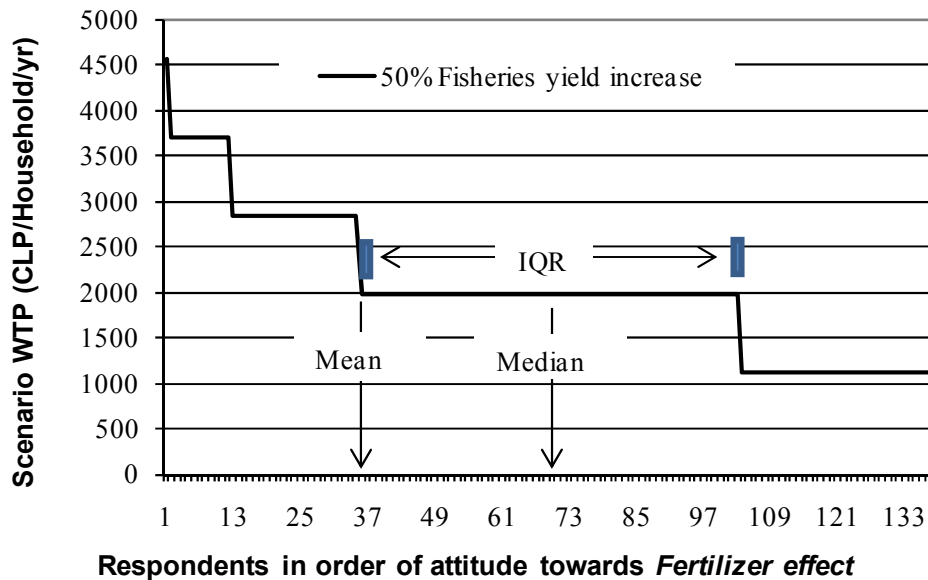 Scenario WTP (CLP/Household/yr)
5000
4500
4000
3500
3000
2500
2000
1500
1000
500
0
50% Fisheries yield increase
IQR
Mean
Median
1 13 25 37 49 61 73 85 97 109 121 133
Respondents in order of attitude towards Fertilizer effect